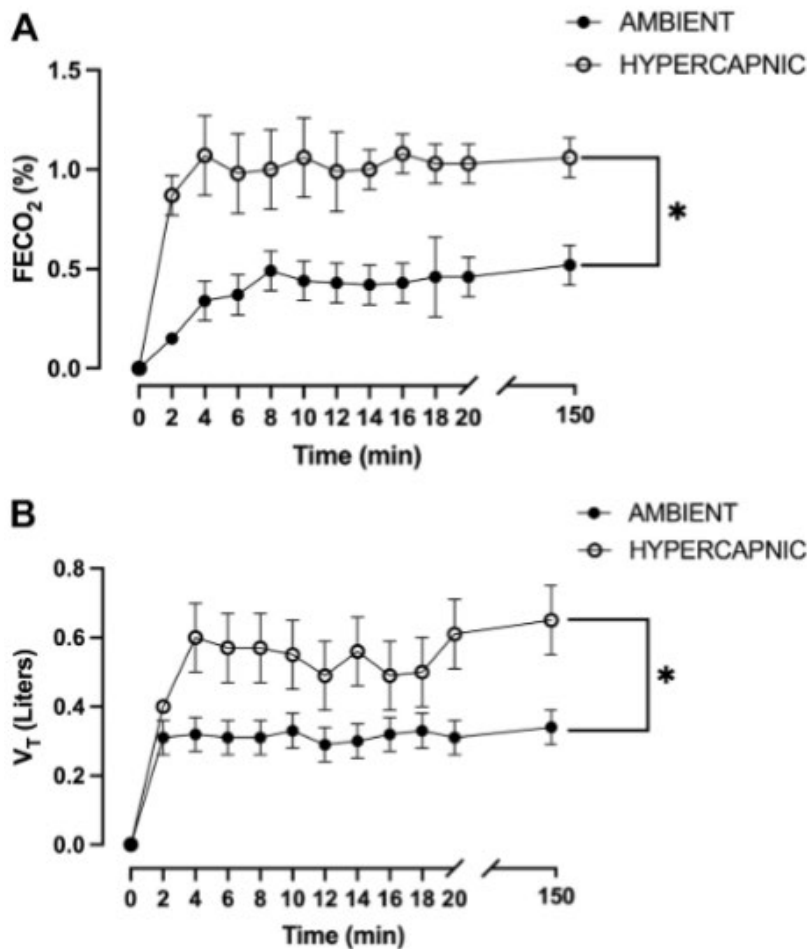 A
AMBIENT
HYPERCAPNIC
1.5
1.0
0.5
0.0
FECO₂ (%)
*
0 2 4 6 8 10 12 14 16 18 20 150
Time (min)
B
AMBIENT
HYPERCAPNIC
0.8
0.6
0.4
0.2
0.0
V_T (Liters)
*
0 2 4 6 8 10 12 14 16 18 20 150
Time (min)